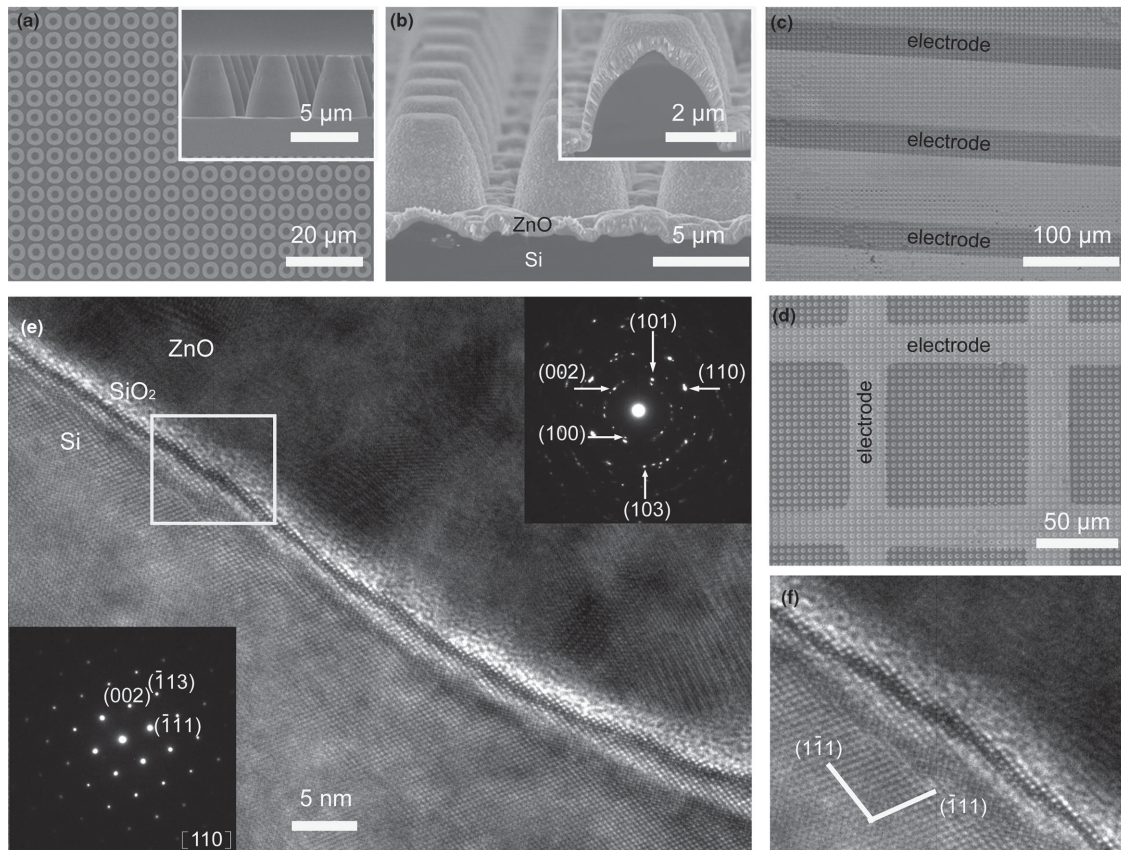 (a)
5 µm
20 µm
(b)
2 µm
ZnO
5 µm
Si
(c)
electrode
electrode
electrode
100 µm
(e)
ZnO
SiO₂
Si
(101)
(002)
(110)
(100)
(103)
(1̄13)
(002)
(1̄11)
[110]
5 nm
(d)
electrode
electrode
50 µm
(f)
(11̄1)
(1̄11)